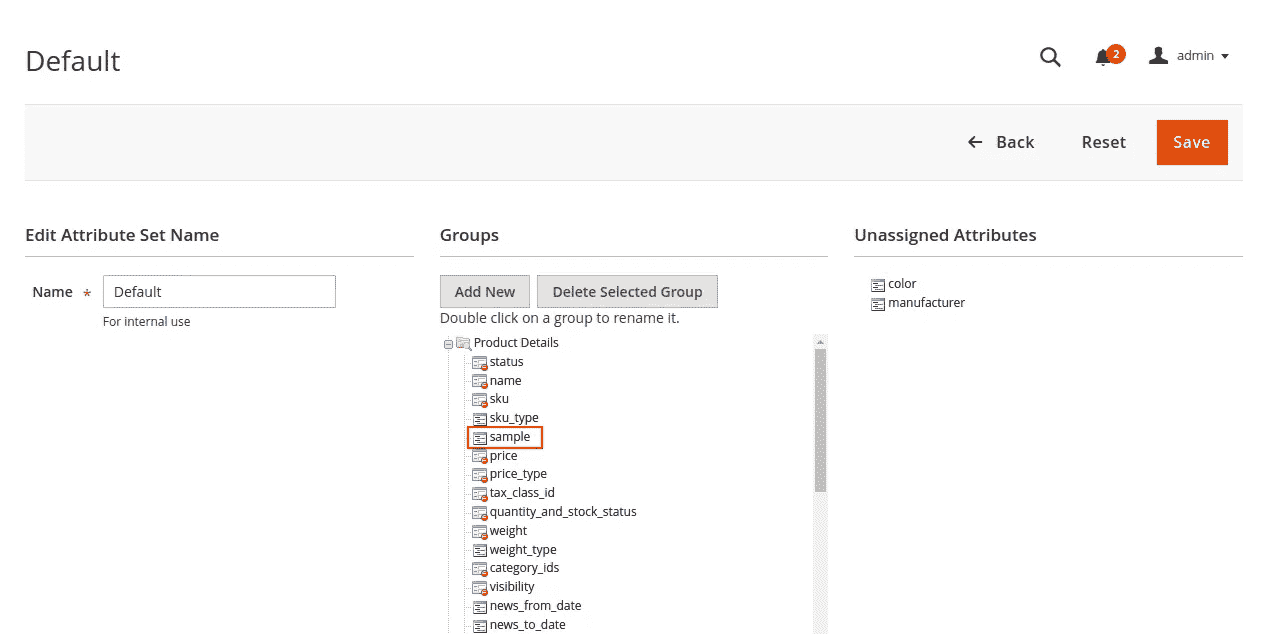 Default
2
admin
Back
Reset
Save
Edit Attribute Set Name
Name *
Default
For internal use
Groups
Add New
Delete Selected Group
Double click on a group to rename it.
Product Details
status
name
sku
sku_type
sample
price
price_type
tax_class_id
quantity_and_stock_status
weight
weight_type
category_ids
visibility
news_from_date
news_to_date
Unassigned Attributes
color
manufacturer